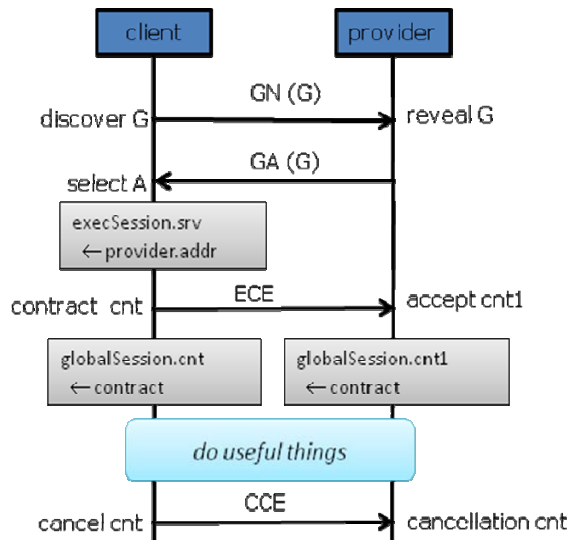 client
provider
GN (G)
discover G
reveal G
GA (G)
select A
execSession.srv
← provider.addr
contract cnt
ECE
accept cnt1
globalSession.cnt
← contract
globalSession.cnt1
← contract
do useful things
CCE
cancel cnt
cancellation cnt